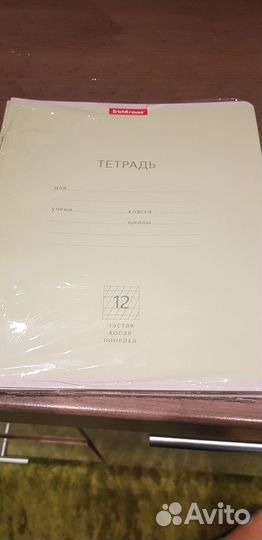 ErichKrause
ТЕТРАДЬ
для
учени класса
школы
12
частая
косая
линейка
Avito